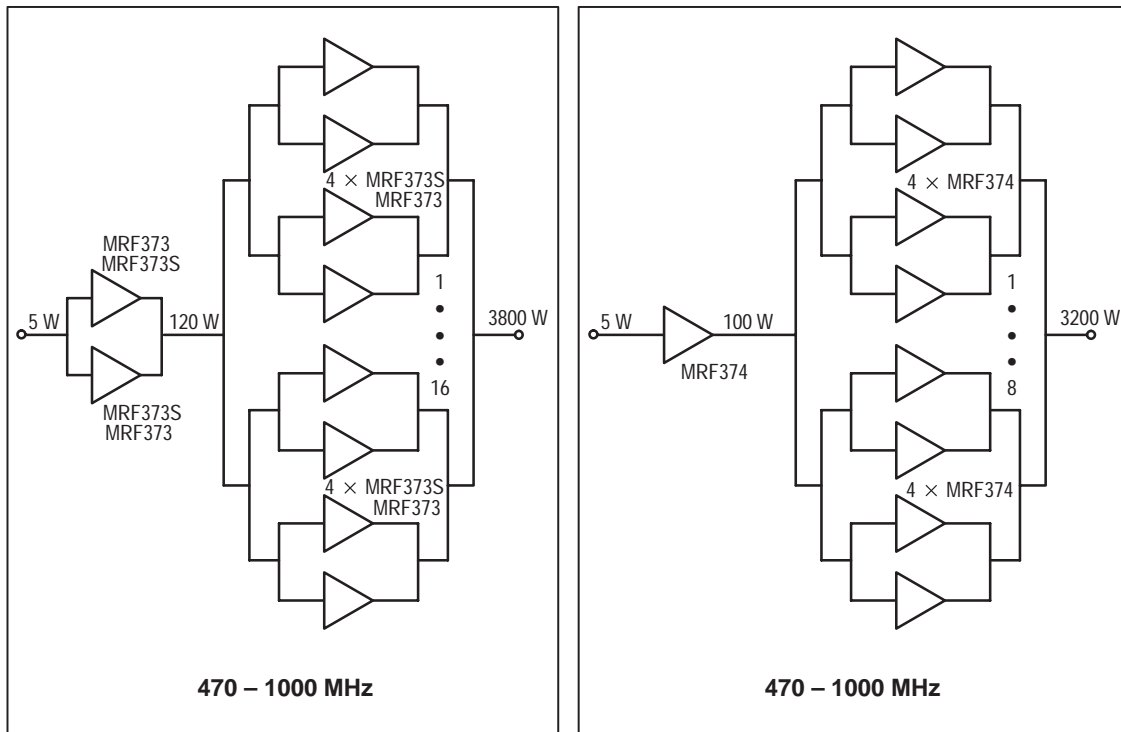 4 × MRF373S
MRF373
MRF373
MRF373S
5 W
120 W
1
3800 W
16
MRF373S
MRF373
4 × MRF373S
MRF373
470 – 1000 MHz
4 × MRF374
1
5 W
100 W
3200 W
MRF374
8
4 × MRF374
470 – 1000 MHz